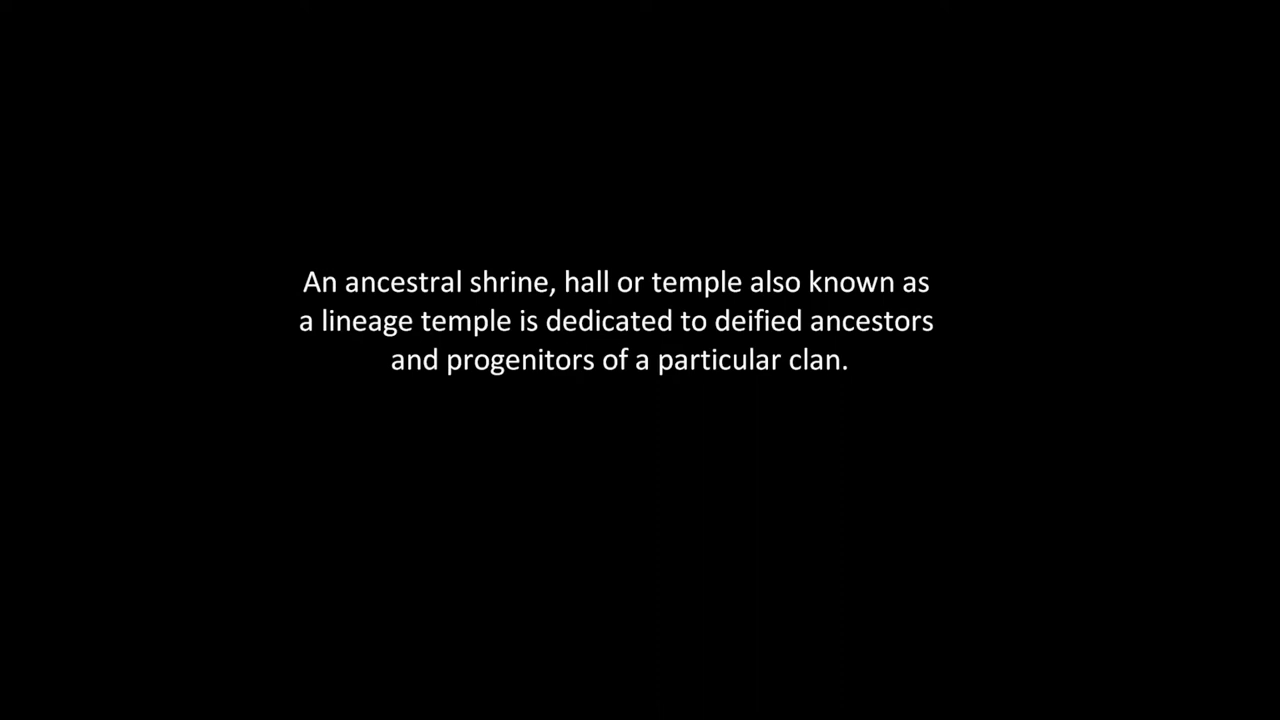 An ancestral shrine, hall or temple also known as
a lineage temple is dedicated to deified ancestors
and progenitors of a particular clan.